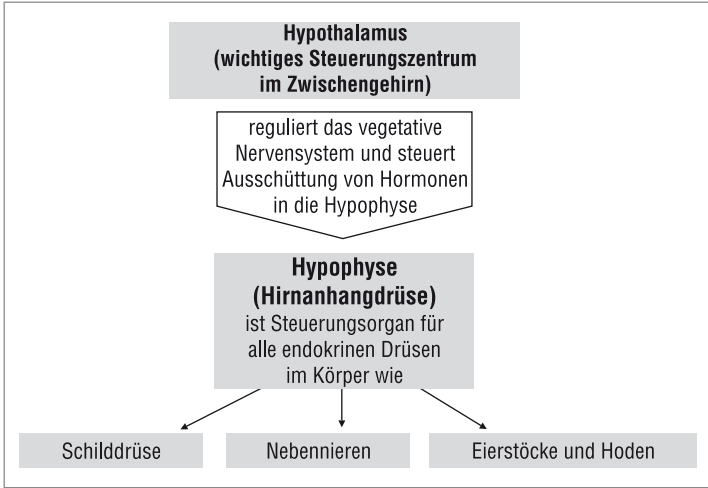 Hypothalamus
(wichtiges Steuerungszentrum
im Zwischengehirn)
reguliert das vegetative
Nervensystem und steuert
Ausschüttung von Hormonen
in die Hypophyse
Hypophyse
(Hirnanhangdrüse)
ist Steuerungsorgan für
alle endokrinen Drüsen
im Körper wie
Schilddrüse
Nebennieren
Eierstöcke und Hoden